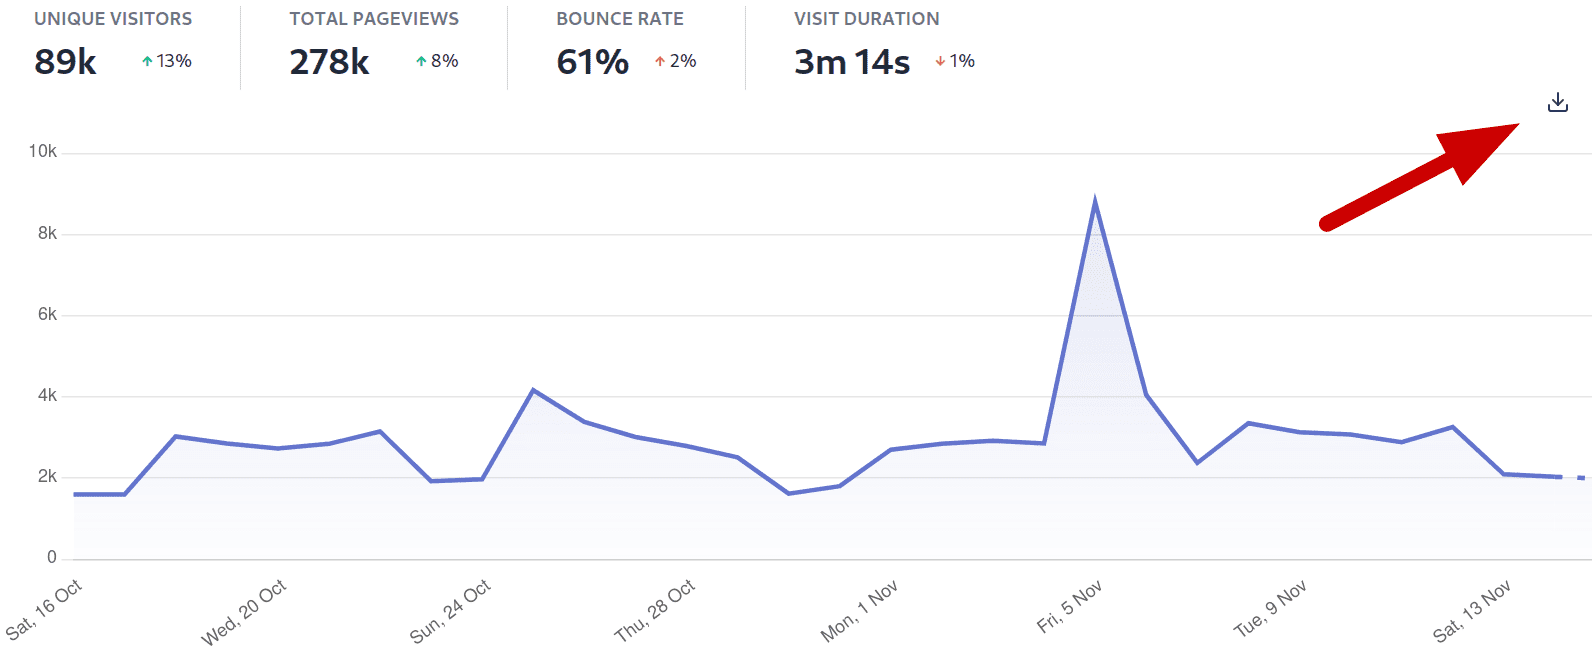 UNIQUE VISITORS TOTAL PAGEVIEWS BOUNCE RATE VISIT DURATION
89k 13% 278k 8% 61% 2% 3m 14s 1%
10k
8k
6k
4k
2k
0
Sat, 16 Oct Wed, 20 Oct Sun, 24 Oct Thu, 28 Oct Mon, 1 Nov Fri, 5 Nov Tue, 9 Nov Sat, 13 Nov